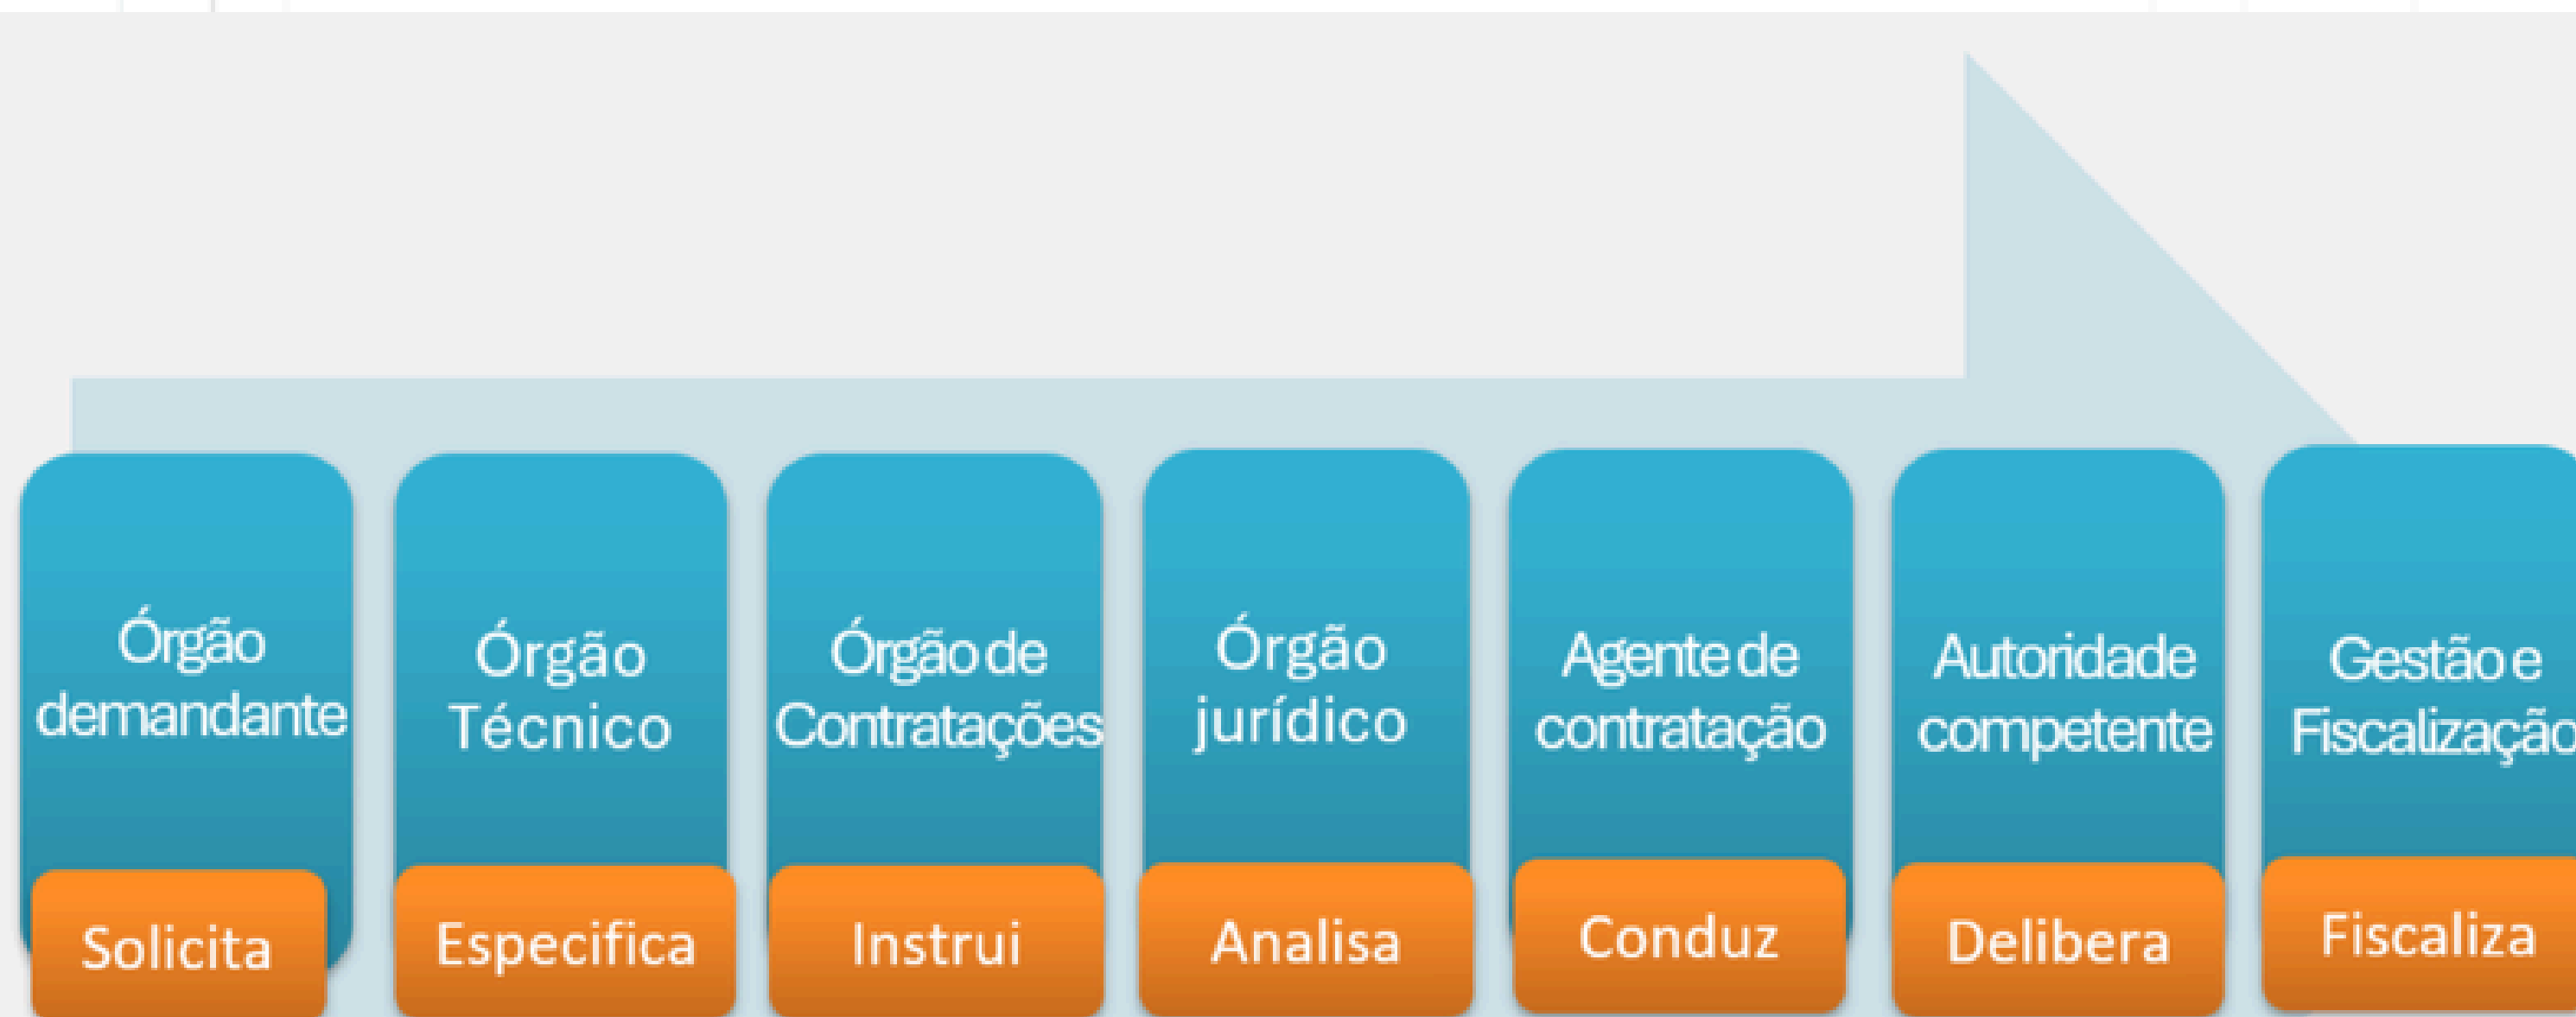 Órgão
demandante
Solicita
Órgão
Técnico
Especifica
Órgão de
Contratações
Instrui
Órgão
jurídico
Analisa
Agente de
contratação
Conduz
Autoridade
competente
Delibera
Gestão e
Fiscalização
Fiscaliza